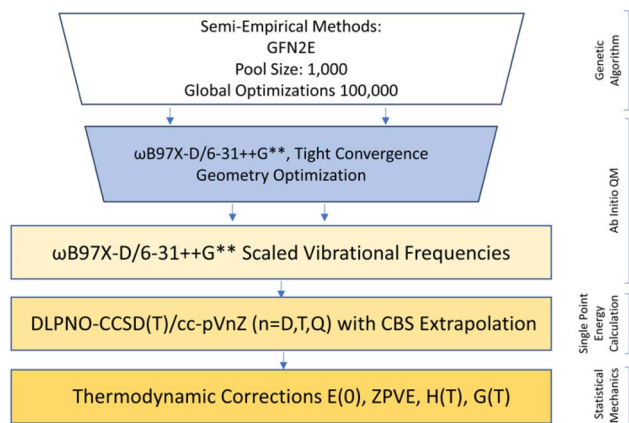 Semi-Empirical Methods:
GFN2E
Pool Size: 1,000
Global Optimizations 100,000
Genetic
Algorithm
ωB97X-D/6-31++G**, Tight Convergence
Geometry Optimization
Ab Initio QM
ωB97X-D/6-31++G** Scaled Vibrational Frequencies
DLPNO-CCSD(T)/cc-pVnZ (n=D,T,Q) with CBS Extrapolation
Single Point
Energy
Calculation
Thermodynamic Corrections E(0), ZPVE, H(T), G(T)
Statistical
Mechanics